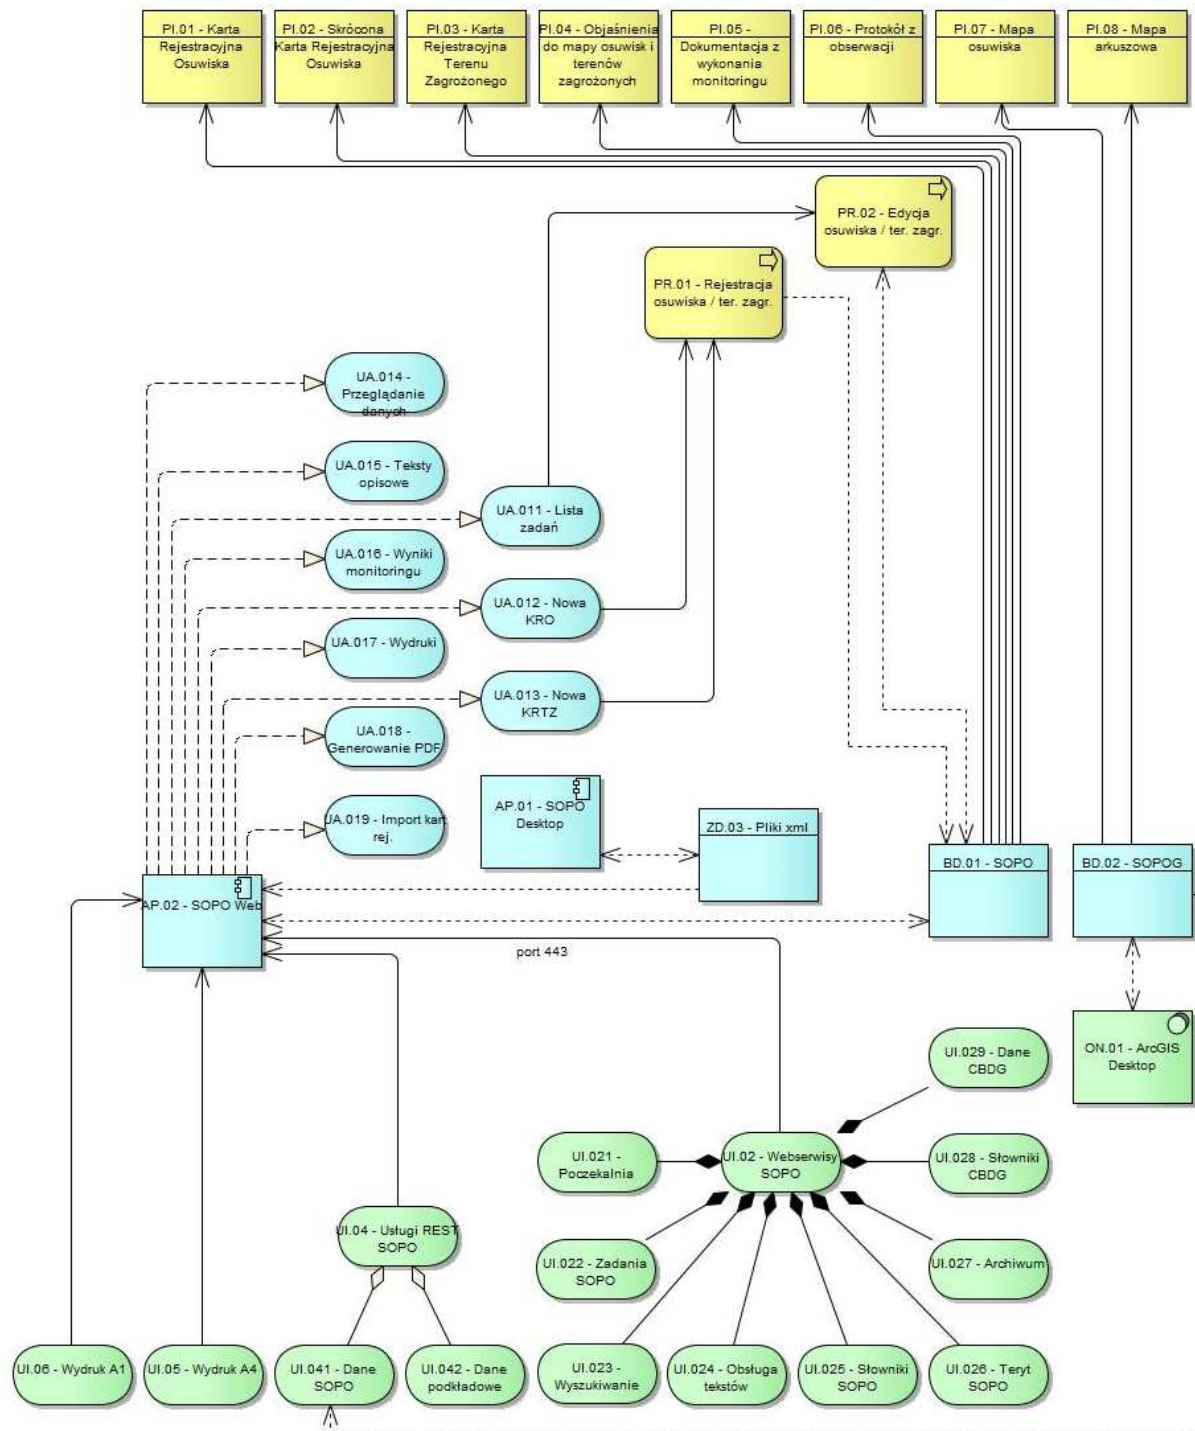 PI.01 - Karta
Rejestracyjna
Osuwiska
PI.02 - Skrócona
Karta Rejestracyjna
Osuwiska
PI.03 - Karta
Rejestracyjna
Terenu
Zagrożonego
PI.04 - Objaśnienia
do mapy osuwisk i
terenów
zagrożonych
PI.05 -
Dokumentacja z
wykonania
monitoringu
PI.06 - Protokół z
obserwacji
PI.07 - Mapa
osuwiska
PI.08 - Mapa
arkuszowa
PR.02 - Edycja
osuwiska / ter. zagr.
PR.01 - Rejestracja
osuwiska / ter. zagr.
UA.014 -
Przeglądanie
danych
UA.015 - Teksty
opisowe
UA.011 - Lista
zadań
UA.016 - Wyniki
monitoringu
UA.012 - Nowa
KRO
UA.017 - Wydruki
UA.013 - Nowa
KRTZ
UA.018 -
Generowanie PDF
AP.01 - SOPO
Desktop
UA.019 - Import kart
rej.
ZD.03 - Pliki xml
BD.01 - SOPO
BD.02 - SOPOG
AP.02 - SOPO Web
port 443
ON.01 - ArcGIS
Desktop
UI.029 - Dane
CBDG
UI.021 -
Poczekalnia
UI.02 - Webserwisy
SOPO
UI.028 - Słowniki
CBDG
UI.04 - Usługi REST
SOPO
UI.022 - Zadania
SOPO
UI.027 - Archiwum
UI.06 - Wydruk A1
UI.05 - Wydruk A4
UI.041 - Dane
SOPO
UI.042 - Dane
podkładowe
UI.023 -
Wyszukiwanie
UI.024 - Obsługa
tekstów
UI.025 - Słowniki
SOPO
UI.026 - Teryt
SOPO